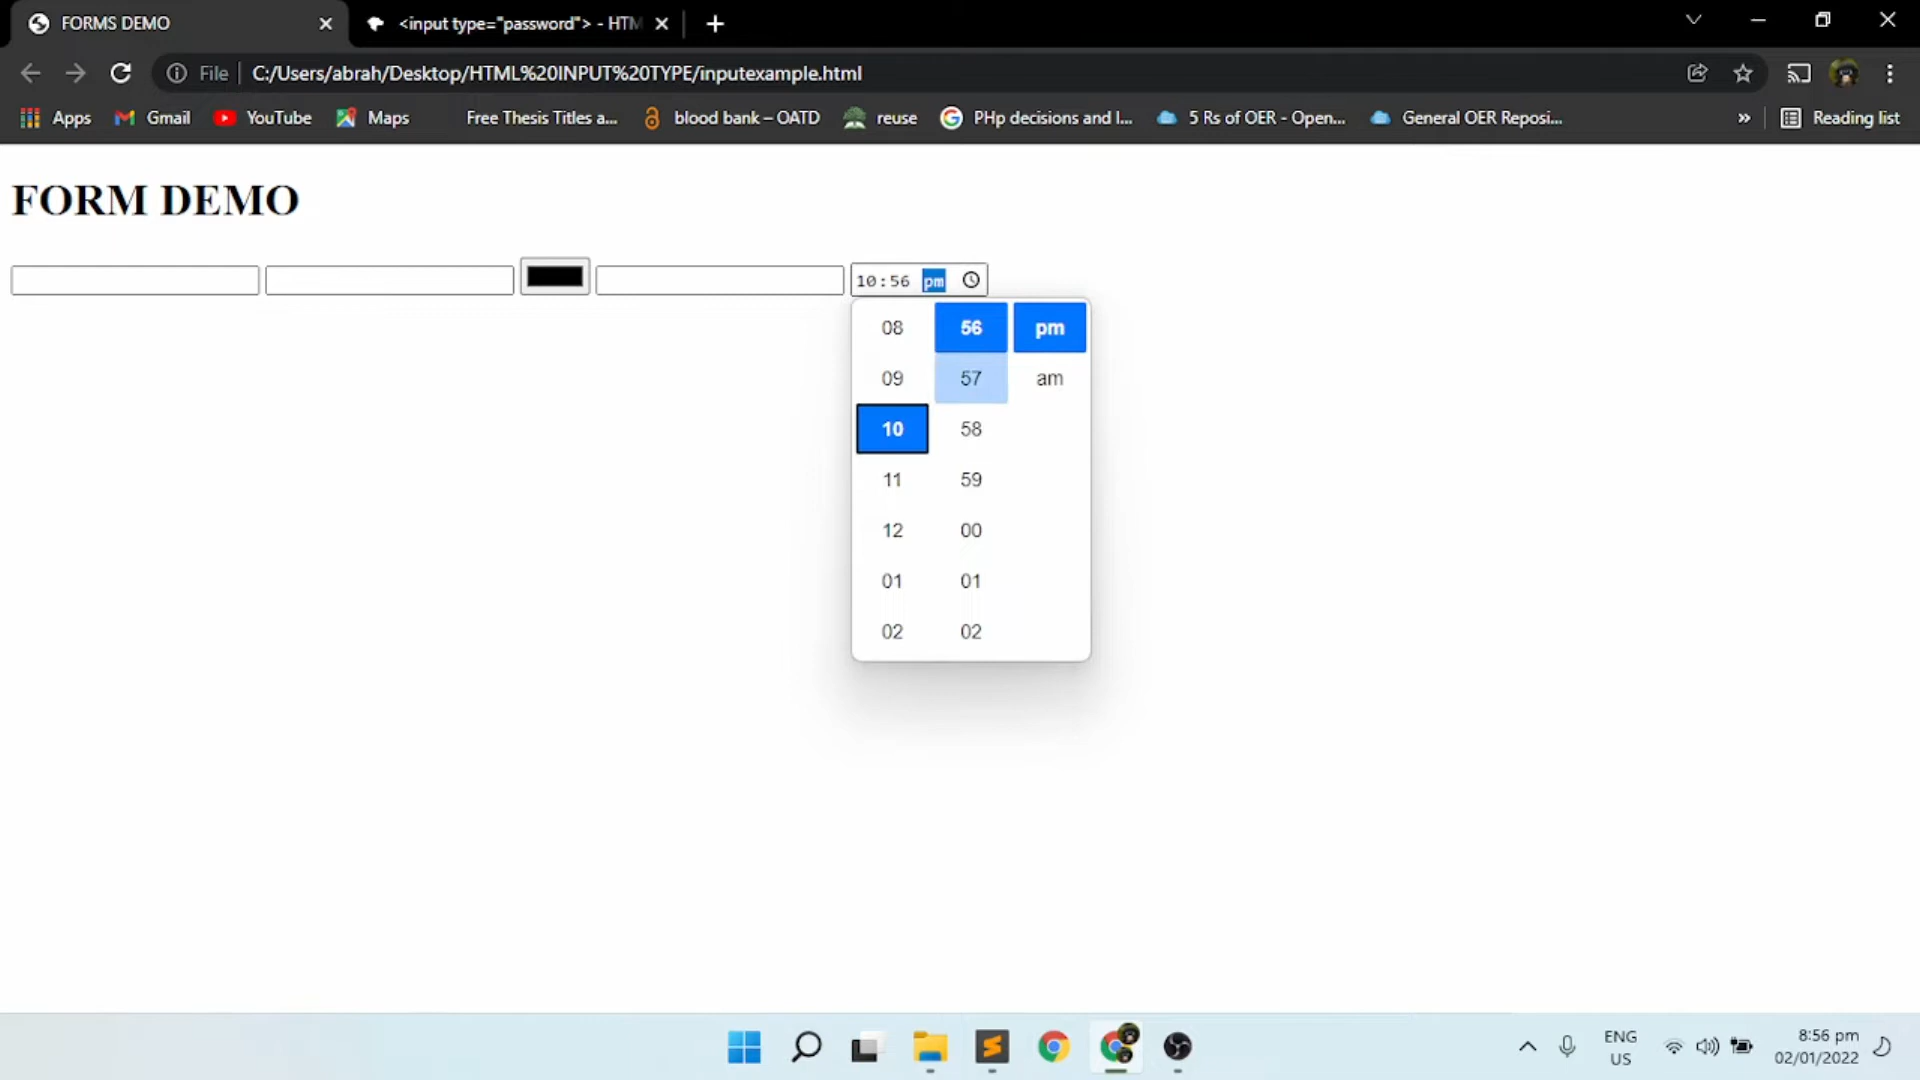 FORMS DEMO
<input type="password"> - HTM
File
C:/Users/abrah/Desktop/HTML%20INPUT%20TYPE/inputexample.html
Apps
Gmail
YouTube
Maps
Free Thesis Titles a...
blood bank – OATD
reuse
PHp decisions and l...
5 Rs of OER - Open...
General OER Reposi...
»
Reading list
FORM DEMO
10:56 pm
08 56 pm
09 57 am
10 58
11 59
12 00
01 01
02 02
ENG
US
8:56 pm
02/01/2022